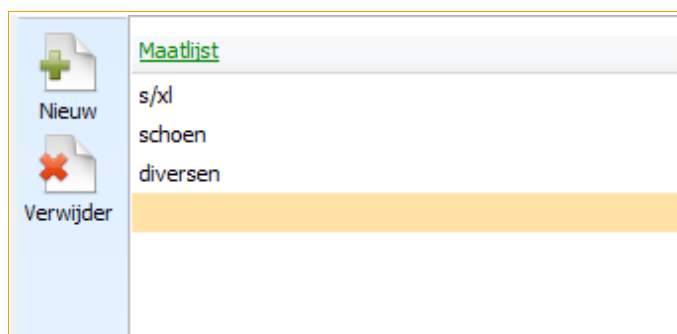 Nieuw
Verwijder
Maatlijst
s/xl
schoen
diversen